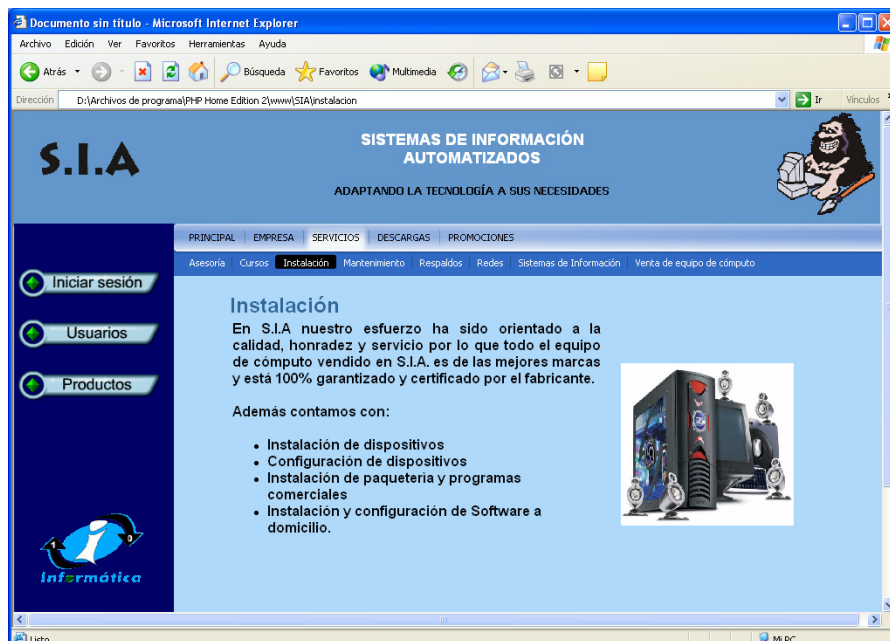 Documento sin título - Microsoft Internet Explorer
Archivo Edición Ver Favoritos Herramientas Ayuda
Atrás Búsqueda Favoritos Multimedia
Dirección D:\Archivos de programa\PHP Home Edition 2\www\SIA\instalacion Ir Vínculos
S.I.A
SISTEMAS DE INFORMACIÓN
AUTOMATIZADOS
ADAPTANDO LA TECNOLOGÍA A SUS NECESIDADES
PRINCIPAL EMPRESA SERVICIOS DESCARGAS PROMOCIONES
Asesoría Cursos Instalación Mantenimiento Respaldos Redes Sistemas de Información Venta de equipo de cómputo
Iniciar sesión
Usuarios
Productos
Instalación
En S.I.A nuestro esfuerzo ha sido orientado a la
calidad, honradez y servicio por lo que todo el equipo
de cómputo vendido en S.I.A. es de las mejores marcas
y está 100% garantizado y certificado por el fabricante.
Además contamos con:
• Instalación de dispositivos
• Configuración de dispositivos
• Instalación de paquetería y programas
comerciales
• Instalación y configuración de Software a
domicilio.
1 i 0
Informática
Listo Mi PC